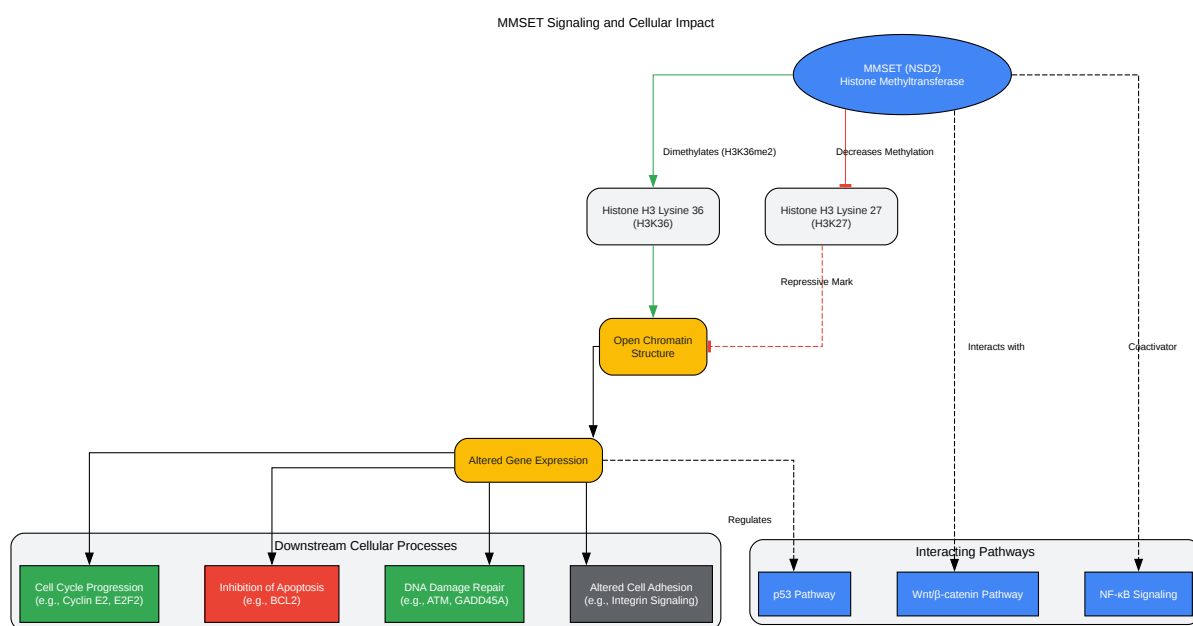 MMSET Signaling and Cellular Impact
MMSET (NSD2)
Histone Methyltransferase
Dimethylates (H3K36me2)
Decreases Methylation
Histone H3 Lysine 36
(H3K36)
Histone H3 Lysine 27
(H3K27)
Repressive Mark
Open Chromatin
Structure
Interacts with
Coactivator
Altered Gene Expression
Regulates
Downstream Cellular Processes
Cell Cycle Progression
(e.g., Cyclin E2, E2F2)
Inhibition of Apoptosis
(e.g., BCL2)
DNA Damage Repair
(e.g., ATM, GADD45A)
Altered Cell Adhesion
(e.g., Integrin Signaling)
Interacting Pathways
p53 Pathway
Wnt/β-catenin Pathway
NF-κB Signaling